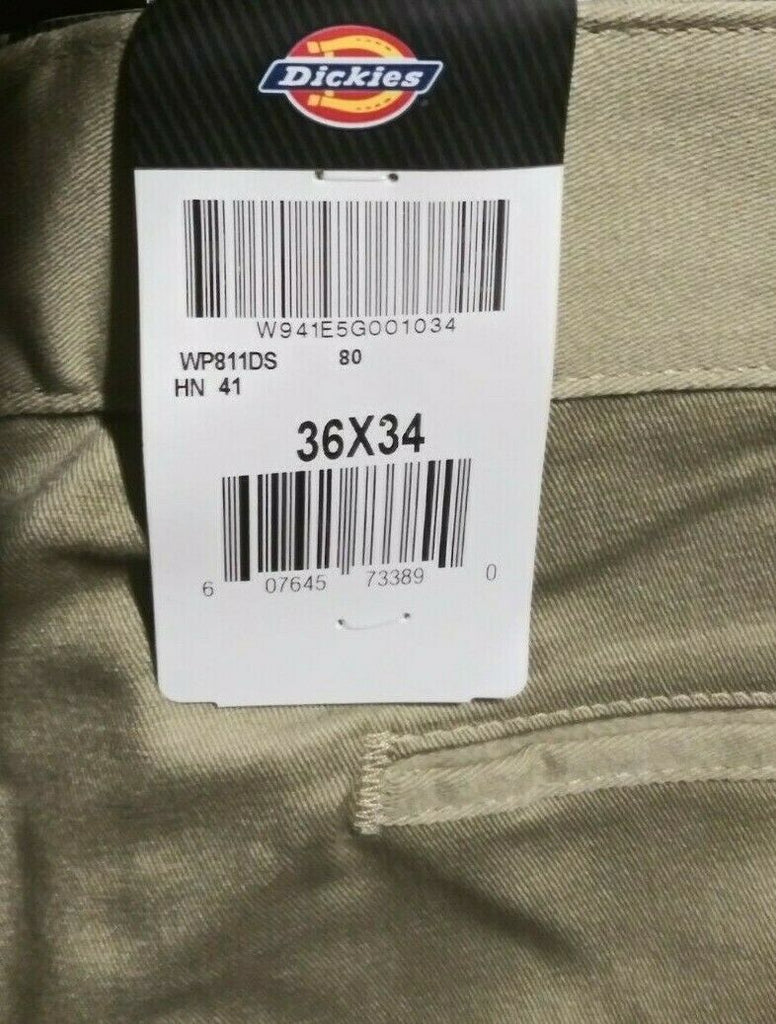 Dickies
W941E5G001034
WP811DS 80
HN 41
36X34
6 07645 73389 0